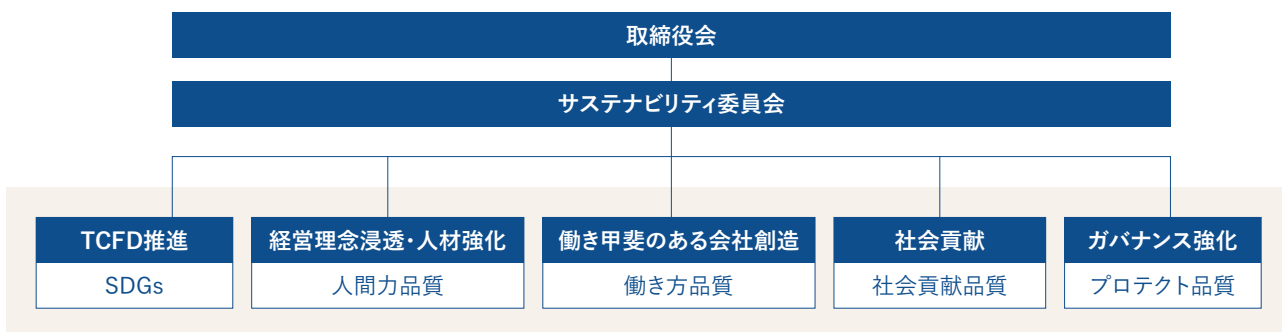 取締役会
サステナビリティ委員会
TCFD推進
SDGs
経営理念浸透・人材強化
人間力品質
働き甲斐のある会社創造
働き方品質
社会貢献
社会貢献品質
ガバナンス強化
プロテクト品質